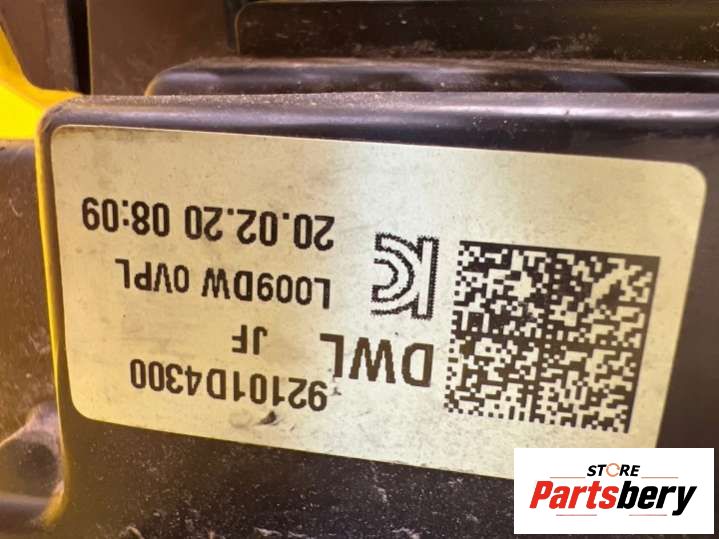 92101D4300
DWL JF
L009DW 0VPL
20.02.20 08:09
STORE
Partsbery